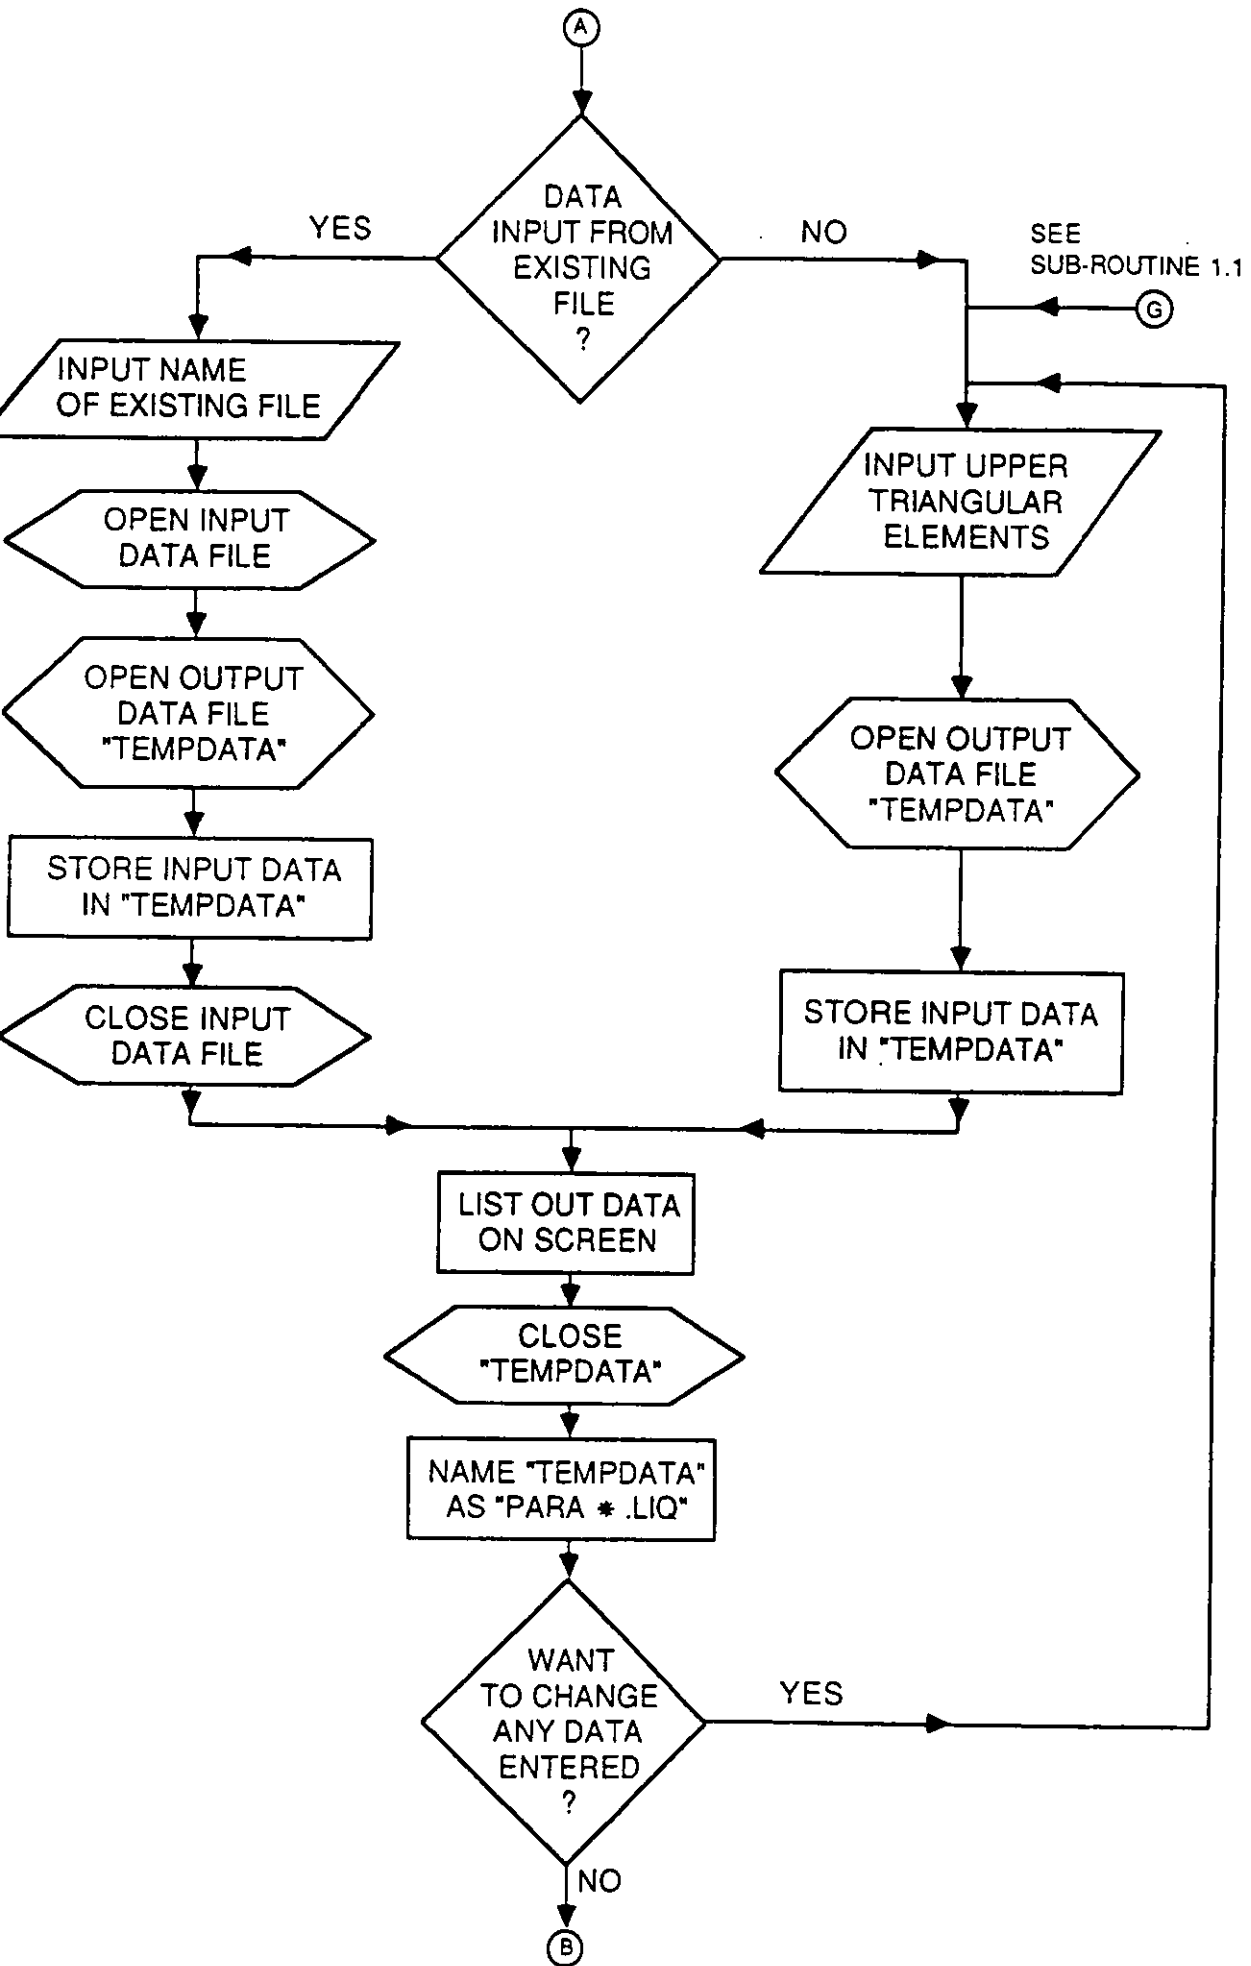 A
DATA
INPUT FROM
EXISTING
FILE
?
YES
NO
SEE
SUB-ROUTINE 1.1
G
INPUT NAME
OF EXISTING FILE
OPEN INPUT
DATA FILE
OPEN OUTPUT
DATA FILE
"TEMPDATA"
STORE INPUT DATA
IN "TEMPDATA"
CLOSE INPUT
DATA FILE
INPUT UPPER
TRIANGULAR
ELEMENTS
OPEN OUTPUT
DATA FILE
"TEMPDATA"
STORE INPUT DATA
IN "TEMPDATA"
LIST OUT DATA
ON SCREEN
CLOSE
"TEMPDATA"
NAME "TEMPDATA"
AS "PARA * .LIQ"
WANT
TO CHANGE
ANY DATA
ENTERED
?
YES
NO
B